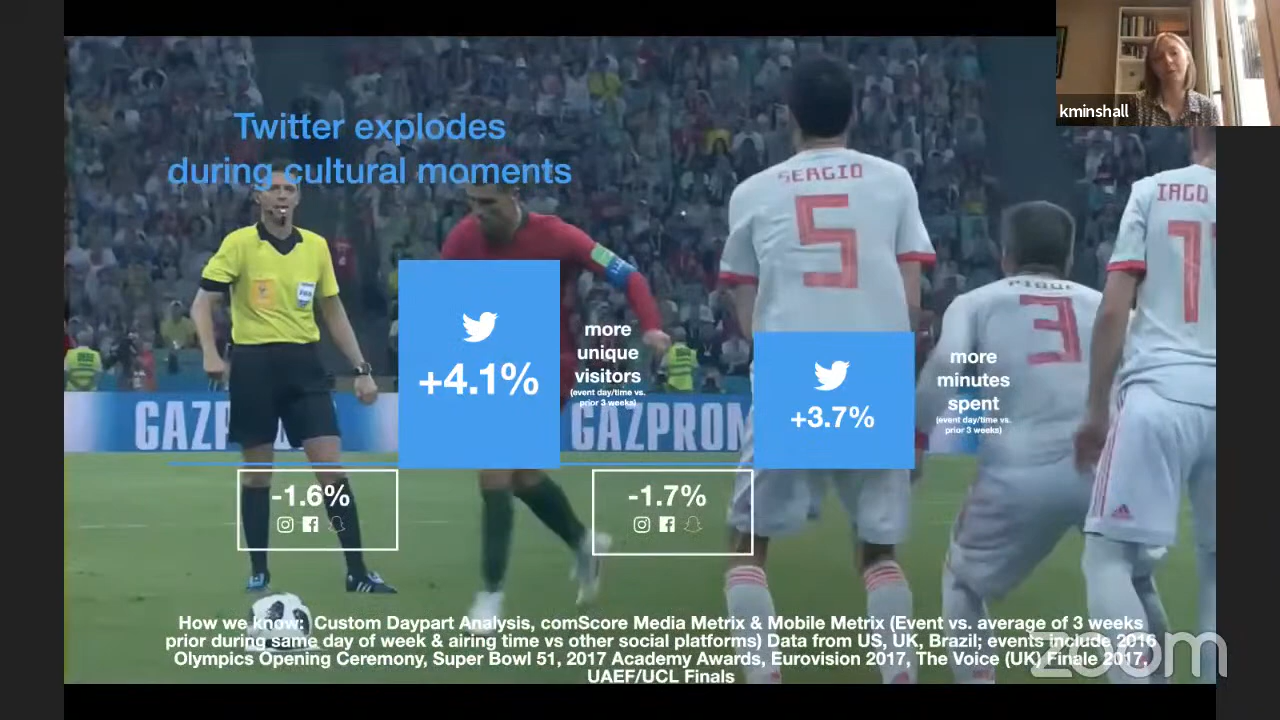 kminshall
Twitter explodes
during cultural moments
SERGIO
5
IAGO
PIQUE
3
+4.1%
more
unique
visitors
(event day/time vs.
prior 3 weeks)
+3.7%
more
minutes
spent
(event day/time vs.
prior 3 weeks)
GAZPROM
-1.6%
-1.7%
How we know: Custom Daypart Analysis, comScore Media Metrix & Mobile Metrix (Event vs. average of 3 weeks
prior during same day of week & airing time vs other social platforms) Data from US, UK, Brazil; events include 2016
Olympics Opening Ceremony, Super Bowl 51, 2017 Academy Awards, Eurovision 2017, The Voice (UK) Finale 2017,
UAEF/UCL Finals
zoom